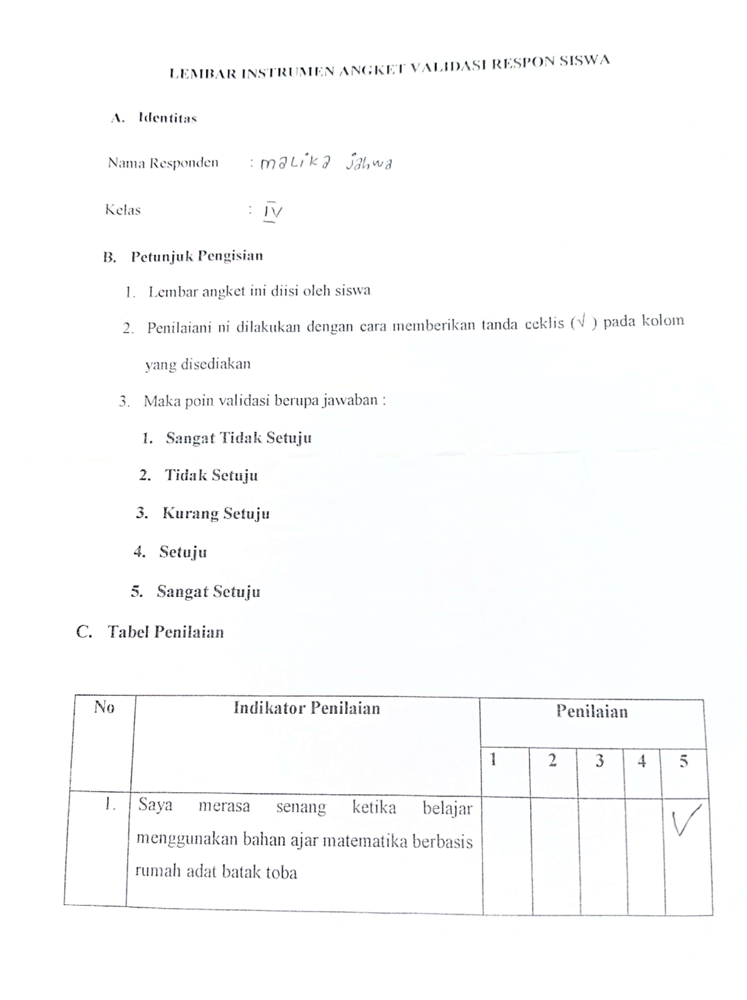 LEMBAR INSTRUMEN ANGKET VALIDASI RESPON SISWA
A. Identitas
Nama Responden : maLika jahwa
Kelas : IV
B. Petunjuk Pengisian
1. Lembar angket ini diisi oleh siswa
2. Penilaiani ni dilakukan dengan cara memberikan tanda ceklis (√ ) pada kolom
yang disediakan
3. Maka poin validasi berupa jawaban :
1. Sangat Tidak Setuju
2. Tidak Setuju
3. Kurang Setuju
4. Setuju
5. Sangat Setuju
C. Tabel Penilaian
No Indikator Penilaian Penilaian
1 2 3 4 5
1. Saya merasa senang ketika belajar √
menggunakan bahan ajar matematika berbasis
rumah adat batak toba